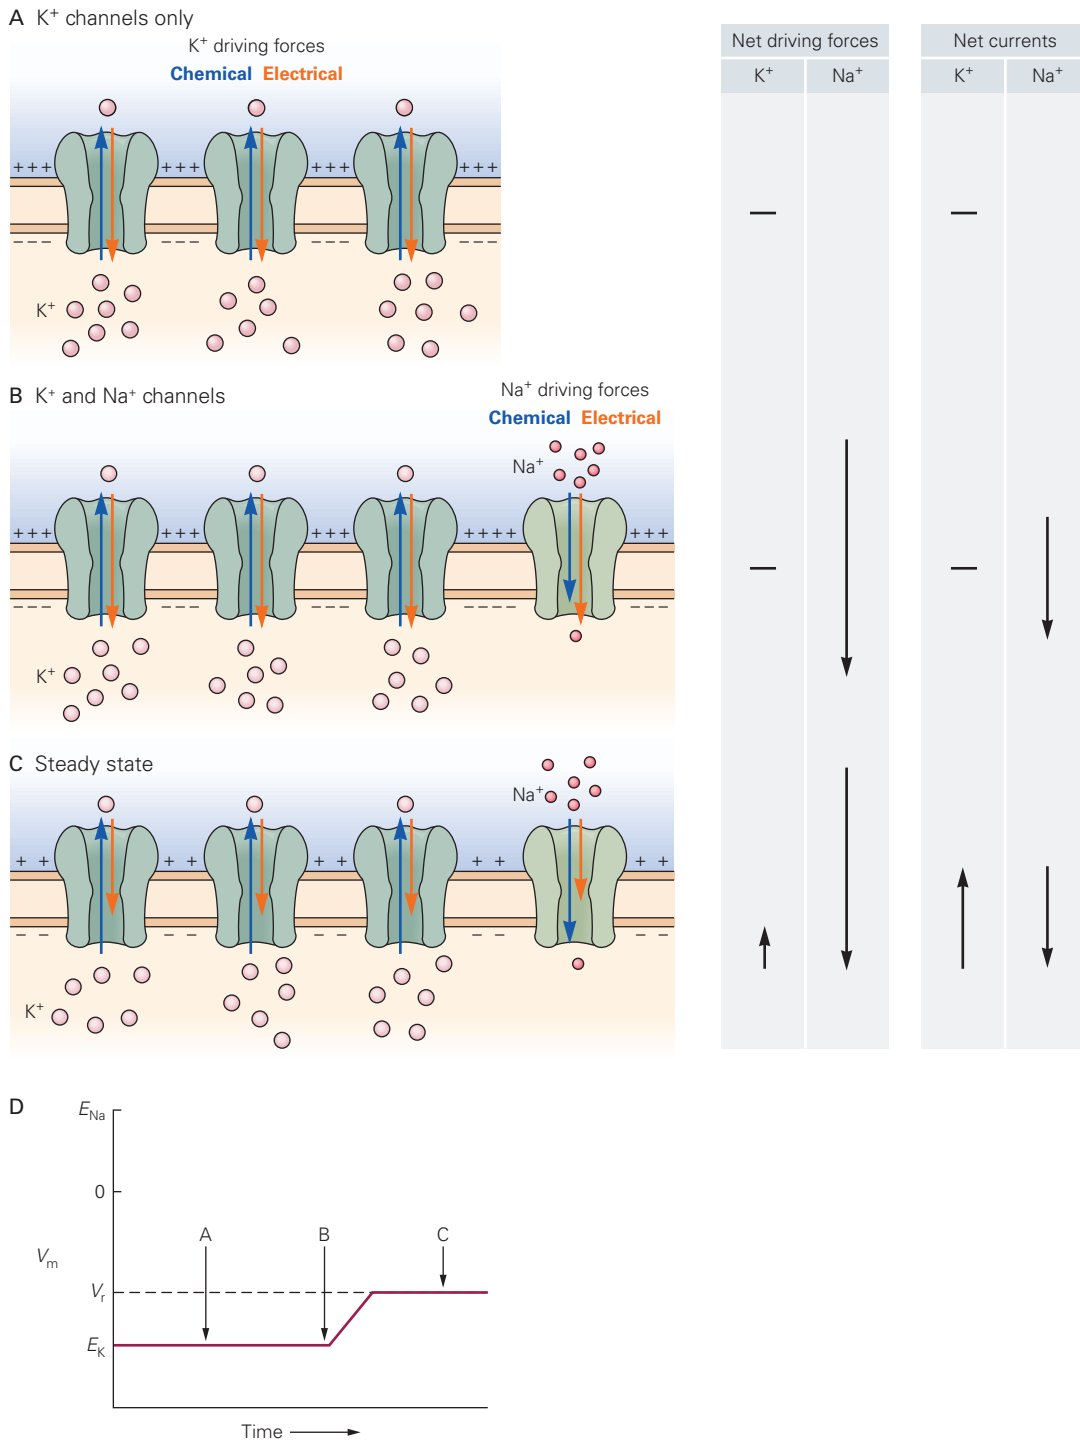 A K⁺ channels only
K⁺ driving forces
Chemical Electrical
+++ +++ +++ +++
––– ––– ––– –––
K⁺
Net driving forces
K⁺ Na⁺
Net currents
K⁺ Na⁺
— —
B K⁺ and Na⁺ channels
Na⁺ driving forces
Chemical Electrical
Na⁺
+++ +++ +++ ++++ +++
––– ––– ––– ––– –––
K⁺
— —
C Steady state
Na⁺
+ + + + + + + + + +
– – – – – – – – – –
K⁺
D
E_Na
0
A B C
V_m
V_r
E_K
Time